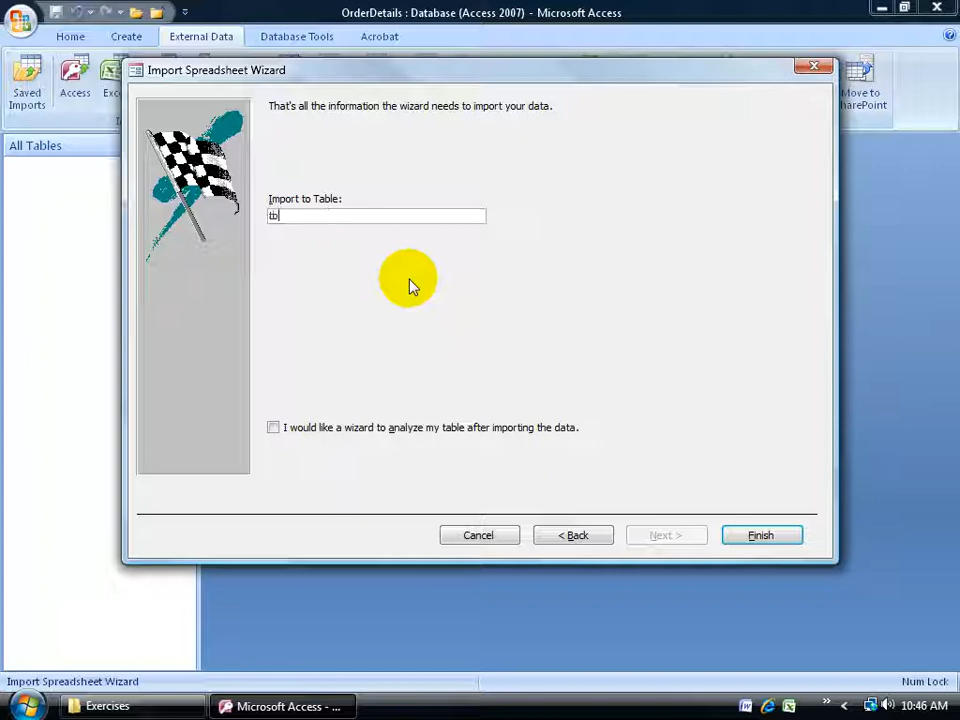 OrderDetails : Database (Access 2007) - Microsoft Access
Home
Create
External Data
Database Tools
Acrobat
Saved
Imports
Access
Move to
Import Spreadsheet Wizard
That's all the information the wizard needs to import your data.
All Tables
Import to Table:
tb
I would like a wizard to analyze my table after importing the data.
Cancel
< Back
Next >
Finish
Import Spreadsheet Wizard
Num Lock
Exercises
Microsoft Access - ...
10:46 AM